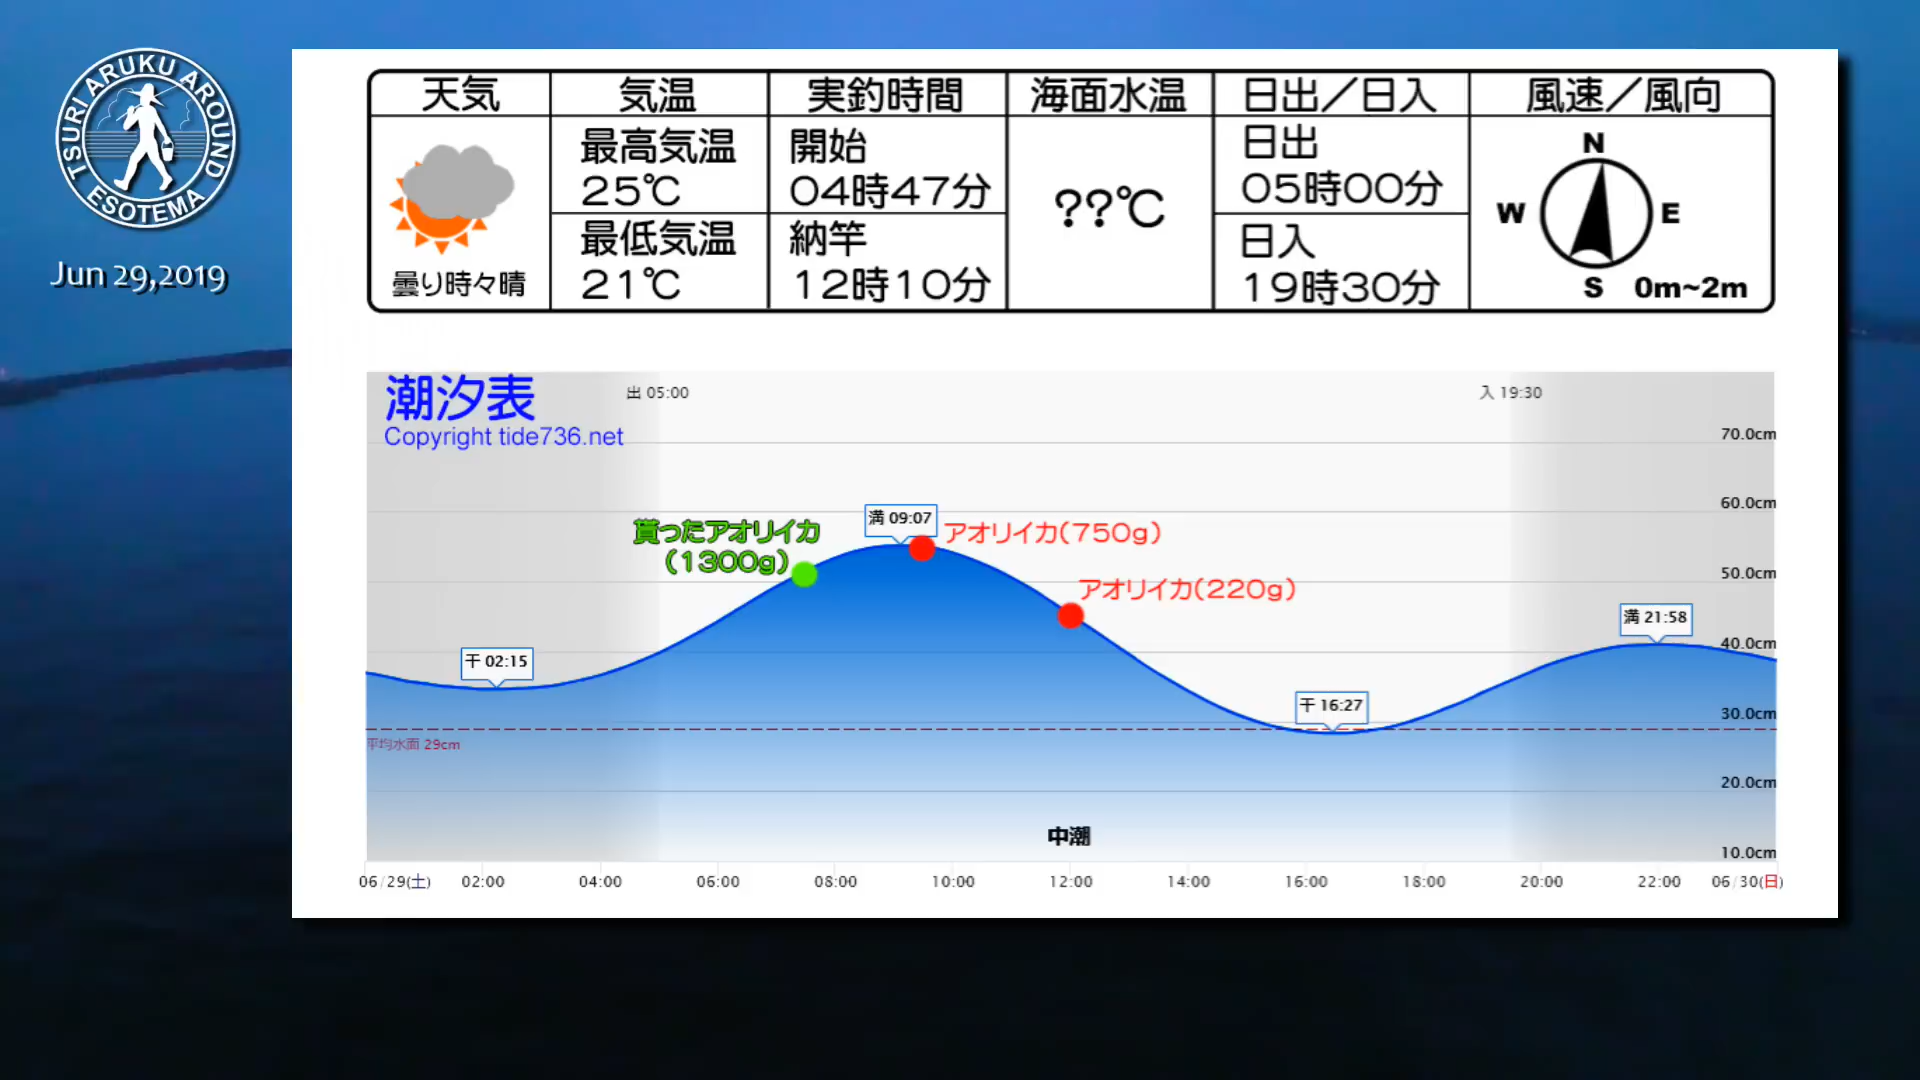 TSURI ARUKU AROUND
ESOTEMA
Jun 29,2019
天気
気温
実釣時間
海面水温
日出／日入
風速／風向
曇り時々晴
最高気温
25℃
最低気温
21℃
開始
04時47分
納竿
12時10分
??℃
日出
05時00分
日入
19時30分
N
W
E
S
0m~2m
潮汐表
Copyright tide736.net
出 05:00
入 19:30
70.0cm
60.0cm
50.0cm
40.0cm
30.0cm
20.0cm
10.0cm
貰ったアオリイカ
(1300g)
満 09:07
アオリイカ(750g)
アオリイカ(220g)
干 02:15
干 16:27
満 21:58
平均水面 29cm
中潮
06/29(土)
02:00
04:00
06:00
08:00
10:00
12:00
14:00
16:00
18:00
20:00
22:00
06/30(日)